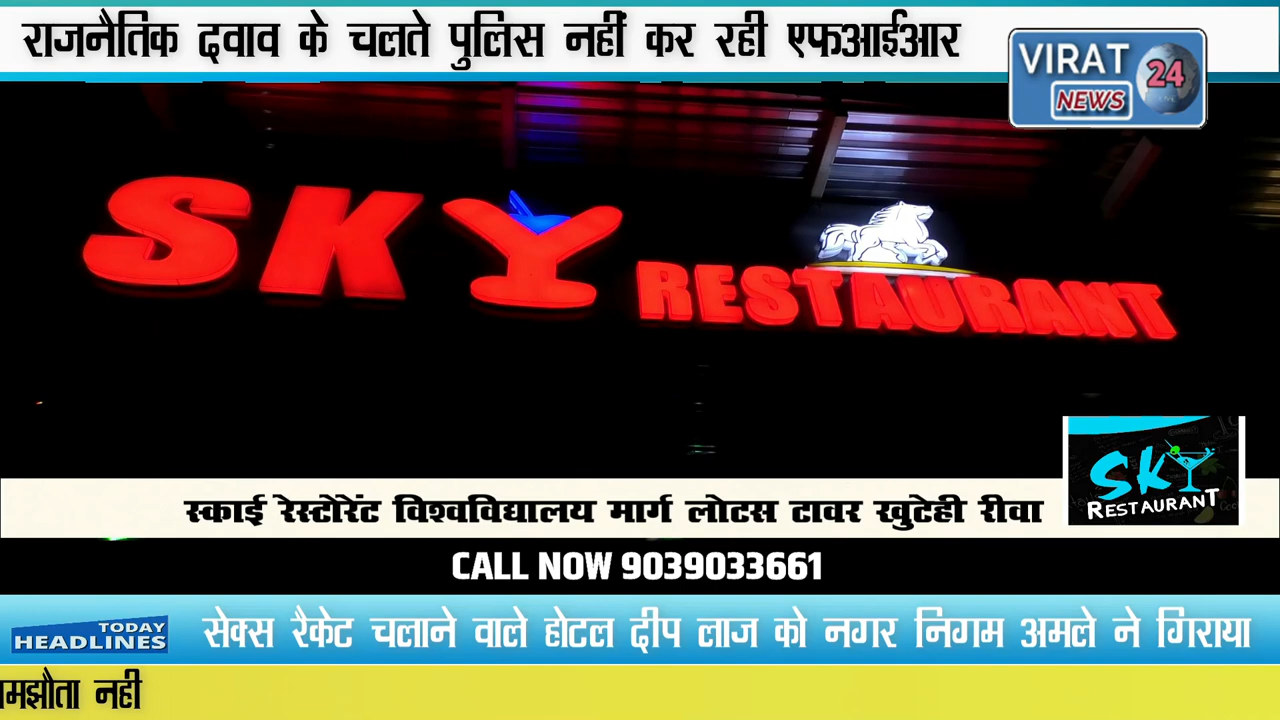 राजनैतिक दवाव के चलते पुलिस नहीं कर रही एफआईआर
VIRAT
24
NEWS
SKY RESTAURANT
SKY
RESTAURANT
स्काई रेस्टोरेंट विश्वविद्यालय मार्ग लोटस टावर खुटेही रीवा
CALL NOW 9039033661
TODAY
HEADLINES
सेक्स रैकेट चलाने वाले होटल दीप लाज को नगर निगम अमले ने गिराया
नहीं